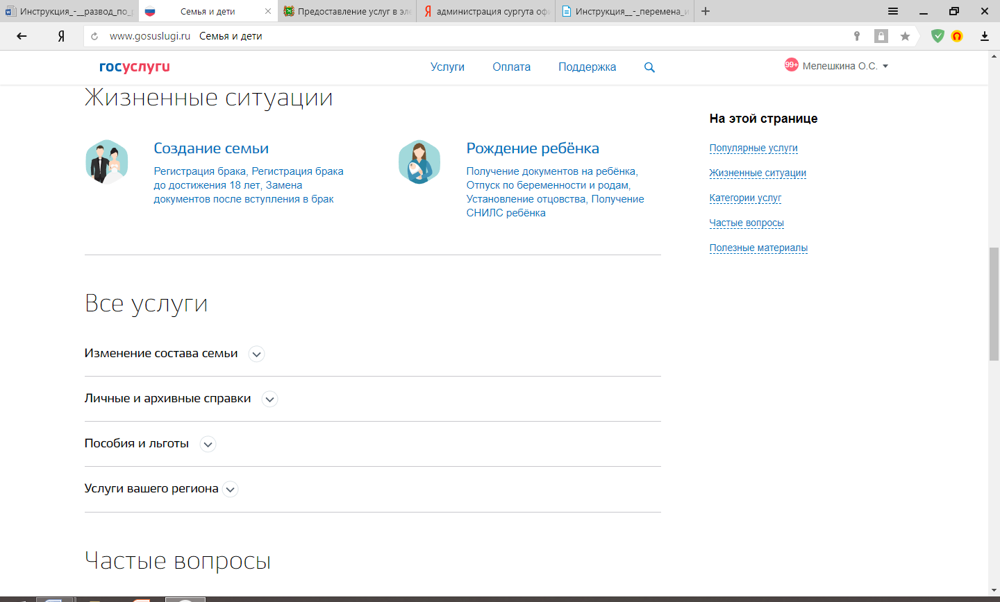 Инструкция_-__развод_по_
Семья и дети
Предоставление услуг в эле
администрация сургута оф
Инструкция__-_перемена_и
Я
www.gosuslugi.ru Семья и дети
госуслуги
Услуги
Оплата
Поддержка
99+ Мелешкина О.С.
Жизненные ситуации
Создание семьи
Регистрация брака, Регистрация брака
до достижения 18 лет, Замена
документов после вступления в брак
Рождение ребёнка
Получение документов на ребёнка,
Отпуск по беременности и родам,
Установление отцовства, Получение
СНИЛС ребёнка
На этой странице
Популярные услуги
Жизненные ситуации
Категории услуг
Частые вопросы
Полезные материалы
Все услуги
Изменение состава семьи
Личные и архивные справки
Пособия и льготы
Услуги вашего региона
Частые вопросы